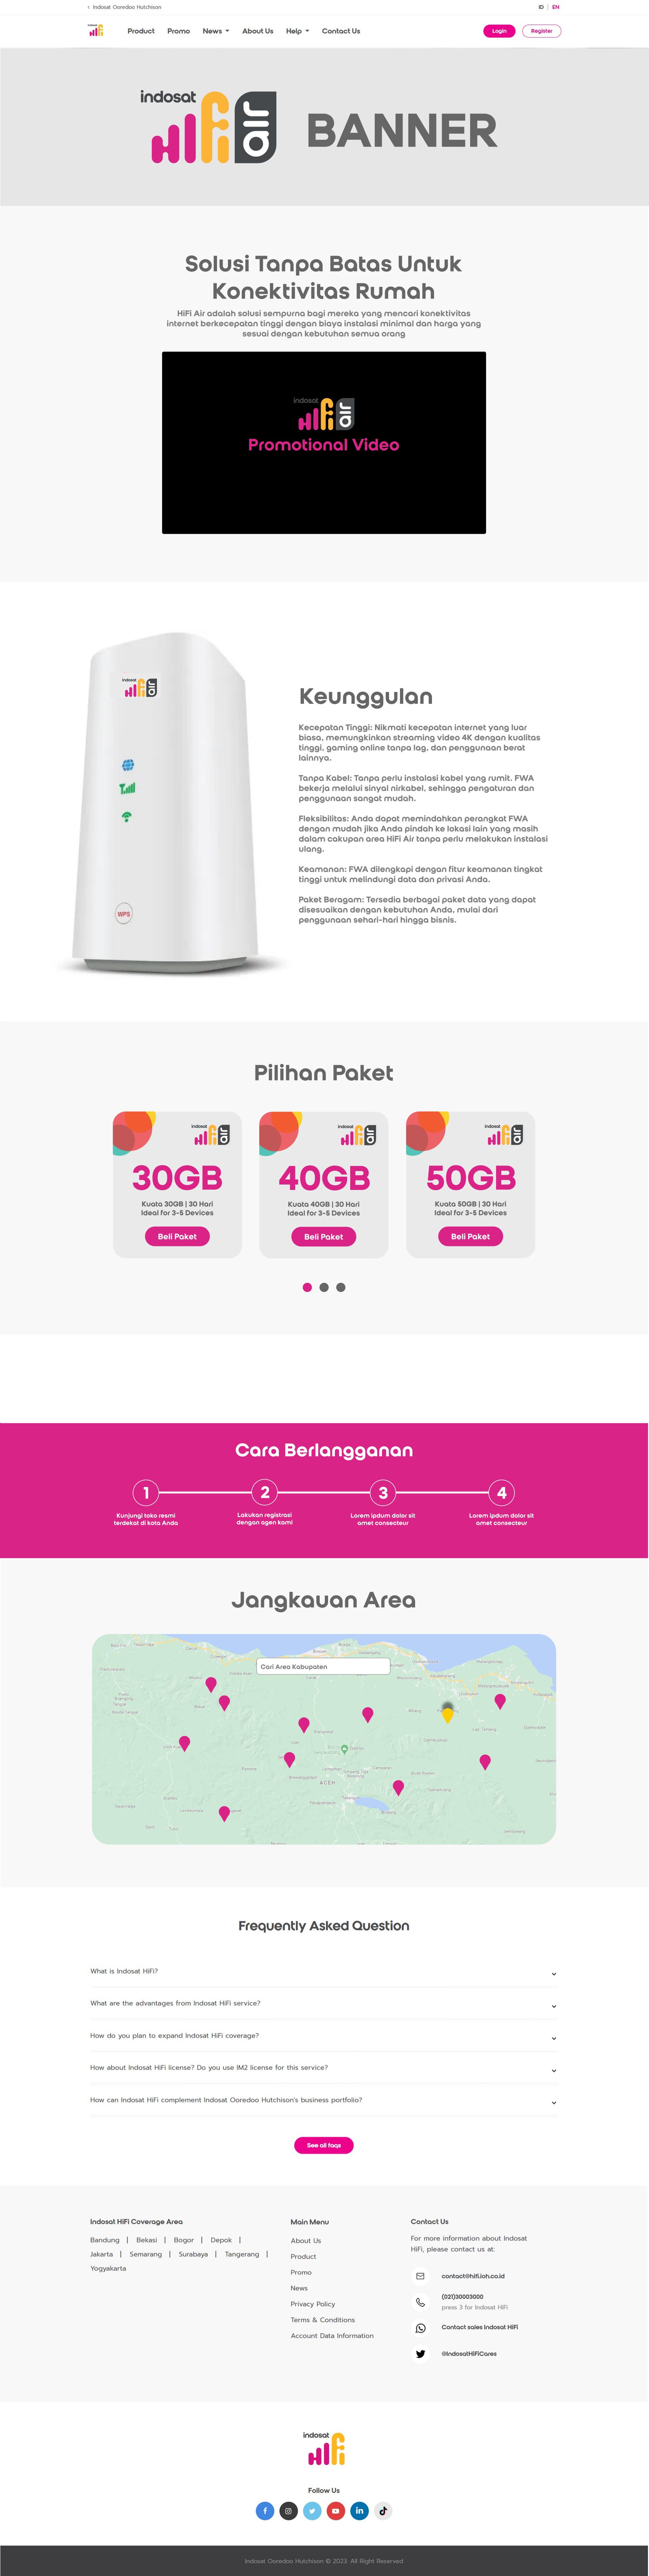 ‹ Indosat Ooredoo Hutchison
ID | EN
indosat hifi
Product Promo News About Us Help Contact Us
Login Register
indosat hifi air BANNER
Solusi Tanpa Batas Untuk
Konektivitas Rumah
HiFi Air adalah solusi sempurna bagi mereka yang mencari konektivitas
internet berkecepatan tinggi dengan biaya instalasi minimal dan harga yang
sesuai dengan kebutuhan semua orang
indosat hifi air
Promotional Video
indosat hifi air
WPS
Keunggulan
Kecepatan Tinggi: Nikmati kecepatan internet yang luar
biasa, memungkinkan streaming video 4K dengan kualitas
tinggi, gaming online tanpa lag, dan penggunaan berat
lainnya.
Tanpa Kabel: Tanpa perlu instalasi kabel yang rumit. FWA
bekerja melalui sinyal nirkabel, sehingga pengaturan dan
penggunaan sangat mudah.
Fleksibilitas: Anda dapat memindahkan perangkat FWA
dengan mudah jika Anda pindah ke lokasi lain yang masih
dalam cakupan area HiFi Air tanpa perlu melakukan instalasi
ulang.
Keamanan: FWA dilengkapi dengan fitur keamanan tingkat
tinggi untuk melindungi data dan privasi Anda.
Paket Beragam: Tersedia berbagai paket data yang dapat
disesuaikan dengan kebutuhan Anda, mulai dari
penggunaan sehari-hari hingga bisnis.
Pilihan Paket
indosat hifi air
30GB
Kuata 30GB | 30 Hari
Ideal for 3-5 Devices
Beli Paket
indosat hifi air
40GB
Kuata 40GB | 30 Hari
Ideal for 3-5 Devices
Beli Paket
indosat hifi air
50GB
Kuata 50GB | 30 Hari
Ideal for 3-5 Devices
Beli Paket
Cara Berlangganan
1
Kunjungi toko resmi
terdekat di kota Anda
2
Lakukan registrasi
dengan agen kami
3
Lorem ipdum dolor sit
amet consecteur
4
Lorem ipdum dolor sit
amet consecteur
Jangkauan Area
Cari Area Kabupaten
ACEH
Frequently Asked Question
What is Indosat HiFi?
What are the advantages from Indosat HiFi service?
How do you plan to expand Indosat HiFi coverage?
How about Indosat HiFi license? Do you use IM2 license for this service?
How can Indosat HiFi complement Indosat Ooredoo Hutchison's business portfolio?
See all faqs
Indosat HiFi Coverage Area
Bandung | Bekasi | Bogor | Depok |
Jakarta | Semarang | Surabaya | Tangerang |
Yogyakarta
Main Menu
About Us
Product
Promo
News
Privacy Policy
Terms & Conditions
Account Data Information
Contact Us
For more information about Indosat
HiFi, please contact us at:
contact@hifi.ioh.co.id
(021)30003000
press 3 for Indosat HiFi
Contact sales Indosat HiFi
@IndosatHiFiCares
indosat hifi
Follow Us
Indosat Ooredoo Hutchison © 2023. All Right Reserved